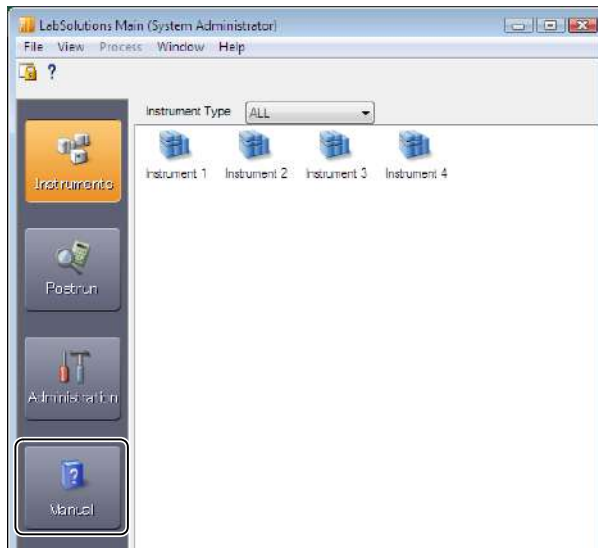 LabSolutions Main (System Administrator)
File View Process Window Help
?
Instrument Type ALL
Instrument 1 Instrument 2 Instrument 3 Instrument 4
Instruments
Postrun
Administration
?
Manual